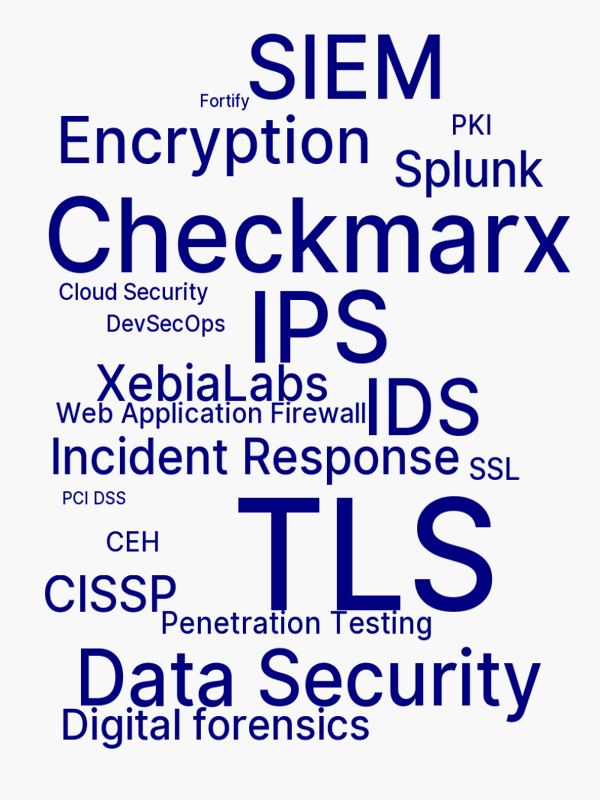 SIEM
Fortify
Encryption
PKI
Splunk
Checkmarx
Cloud Security
IPS
DevSecOps
XebiaLabs
IDS
Web Application Firewall
Incident Response
SSL
PCI DSS
TLS
CEH
CISSP
Penetration Testing
Data Security
Digital forensics